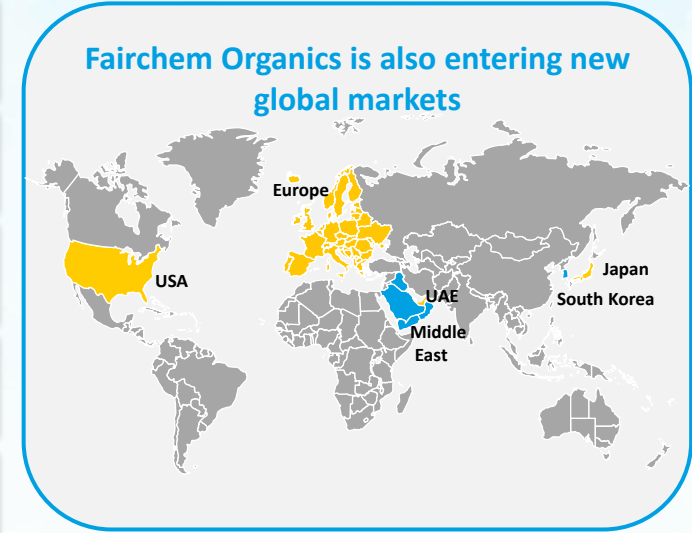 Fairchem Organics is also entering new
global markets
Europe
USA
UAE
Japan
South Korea
Middle
East